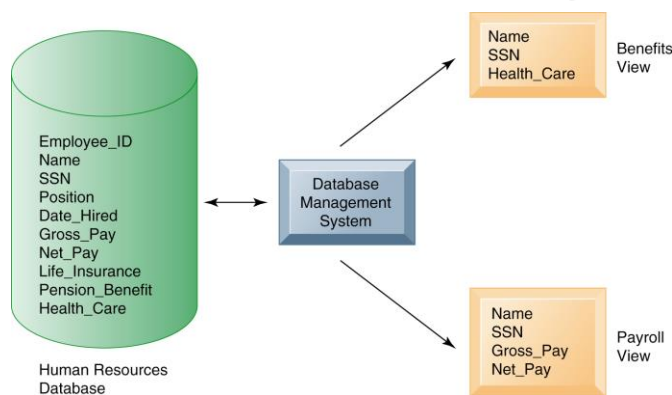 Employee_ID
Name
SSN
Position
Date_Hired
Gross_Pay
Net_Pay
Life_Insurance
Pension_Benefit
Health_Care
Human Resources
Database
Database
Management
System
Name
SSN
Health_Care
Benefits
View
Name
SSN
Gross_Pay
Net_Pay
Payroll
View